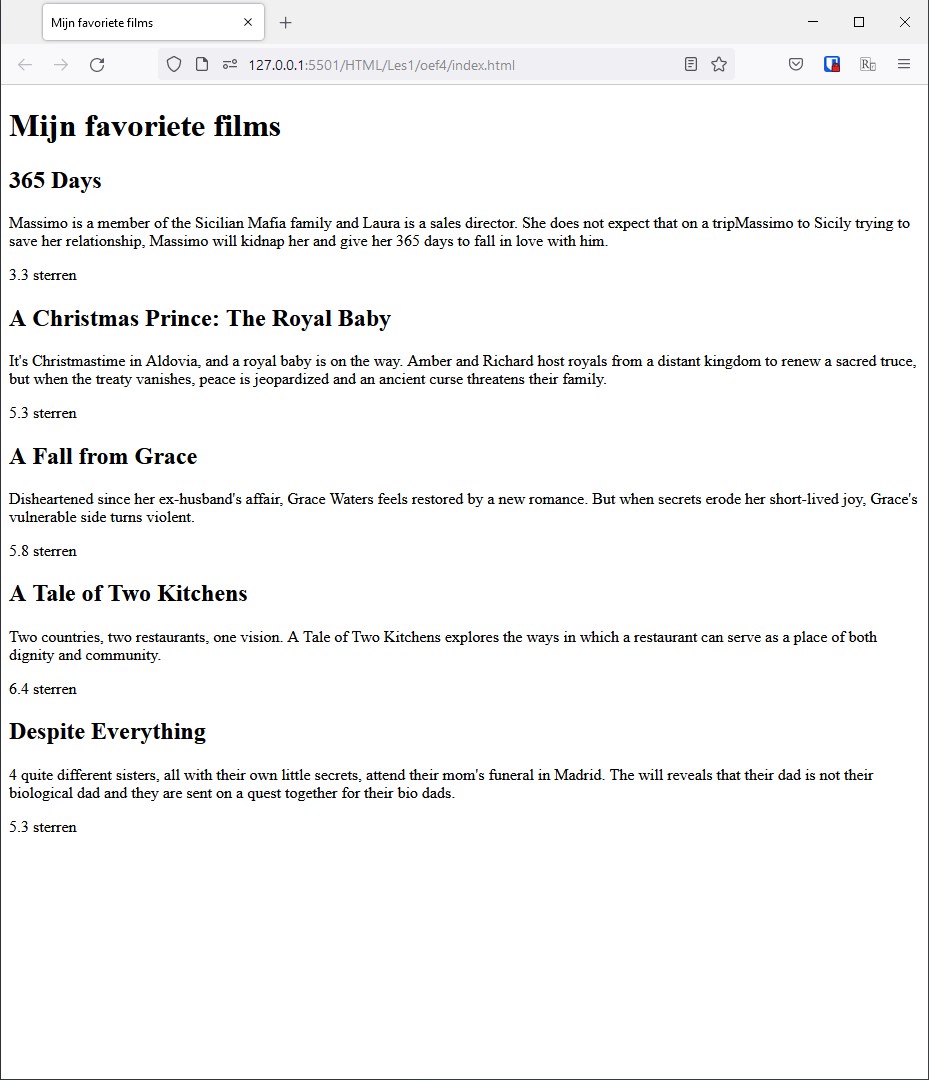 Mijn favoriete films
127.0.0.1:5501/HTML/Les1/oef4/index.html
Mijn favoriete films
365 Days
Massimo is a member of the Sicilian Mafia family and Laura is a sales director. She does not expect that on a tripMassimo to Sicily trying to
save her relationship, Massimo will kidnap her and give her 365 days to fall in love with him.
3.3 sterren
A Christmas Prince: The Royal Baby
It's Christmastime in Aldovia, and a royal baby is on the way. Amber and Richard host royals from a distant kingdom to renew a sacred truce,
but when the treaty vanishes, peace is jeopardized and an ancient curse threatens their family.
5.3 sterren
A Fall from Grace
Disheartened since her ex-husband's affair, Grace Waters feels restored by a new romance. But when secrets erode her short-lived joy, Grace's
vulnerable side turns violent.
5.8 sterren
A Tale of Two Kitchens
Two countries, two restaurants, one vision. A Tale of Two Kitchens explores the ways in which a restaurant can serve as a place of both
dignity and community.
6.4 sterren
Despite Everything
4 quite different sisters, all with their own little secrets, attend their mom's funeral in Madrid. The will reveals that their dad is not their
biological dad and they are sent on a quest together for their bio dads.
5.3 sterren